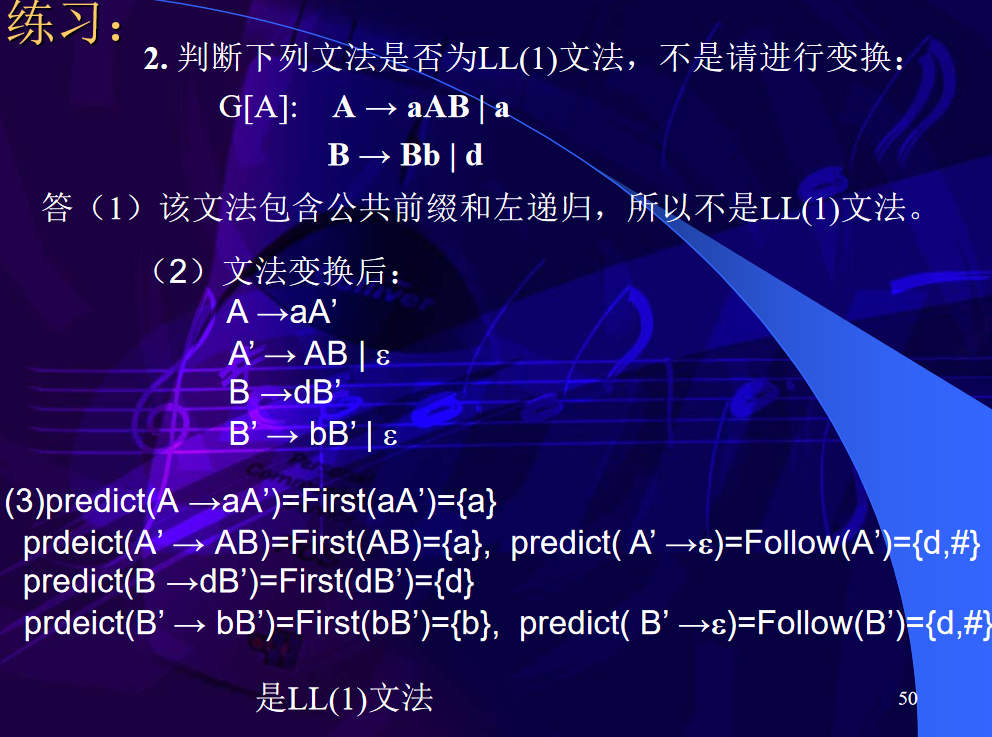 练习：
2. 判断下列文法是否为LL(1)文法，不是请进行变换：
G[A]: A → aAB | a
B → Bb | d
答（1）该文法包含公共前缀和左递归，所以不是LL(1)文法。
（2）文法变换后：
A →aA’
A’ → AB | ε
B →dB’
B’ → bB’ | ε
(3)predict(A →aA’)=First(aA’)={a}
prdeict(A’ → AB)=First(AB)={a}, predict( A’ →ε)=Follow(A’)={d,#}
predict(B →dB’)=First(dB’)={d}
prdeict(B’ → bB’)=First(bB’)={b}, predict( B’ →ε)=Follow(B’)={d,#}
是LL(1)文法
50